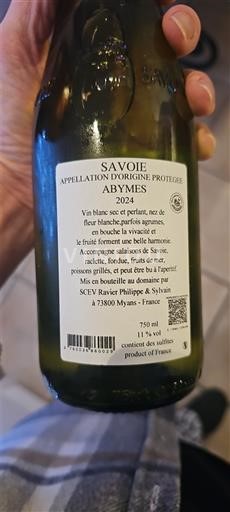 SAVOIE
APPELLATION D'ORIGINE PROTEGEE
ABYMES
2024
Vin blanc sec et perlant, nez de
fleur blanche,parfois agrumes,
en bouche la vivacité et
le fruité forment une belle harmonie.
Accompagne salaisons de Savoie,
raclette, fondue, fruits de mer,
poissons grillés, et peut être bu à l'apéritif.
Mis en bouteille au domaine par
SCEV Ravier Philippe & Sylvain
à 73800 Myans - France
750 ml
11 % vol
contient des sulfites
product of France